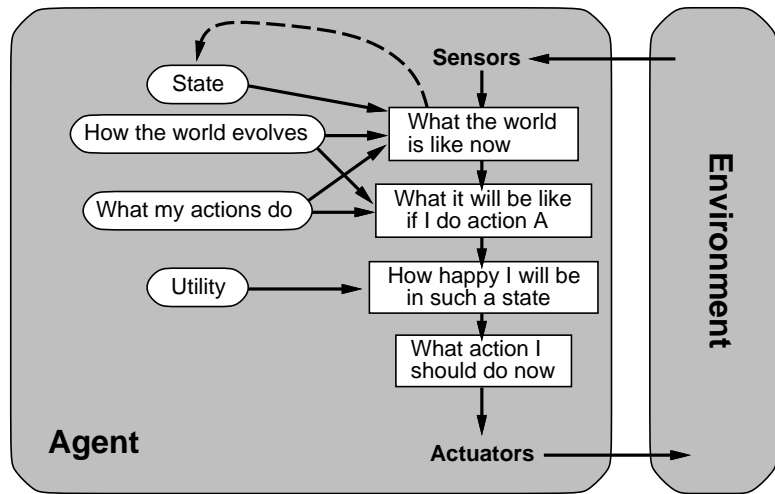 Sensors
State
How the world evolves
What the world
is like now
What my actions do
What it will be like
if I do action A
Utility
How happy I will be
in such a state
What action I
should do now
Agent
Actuators
Environment